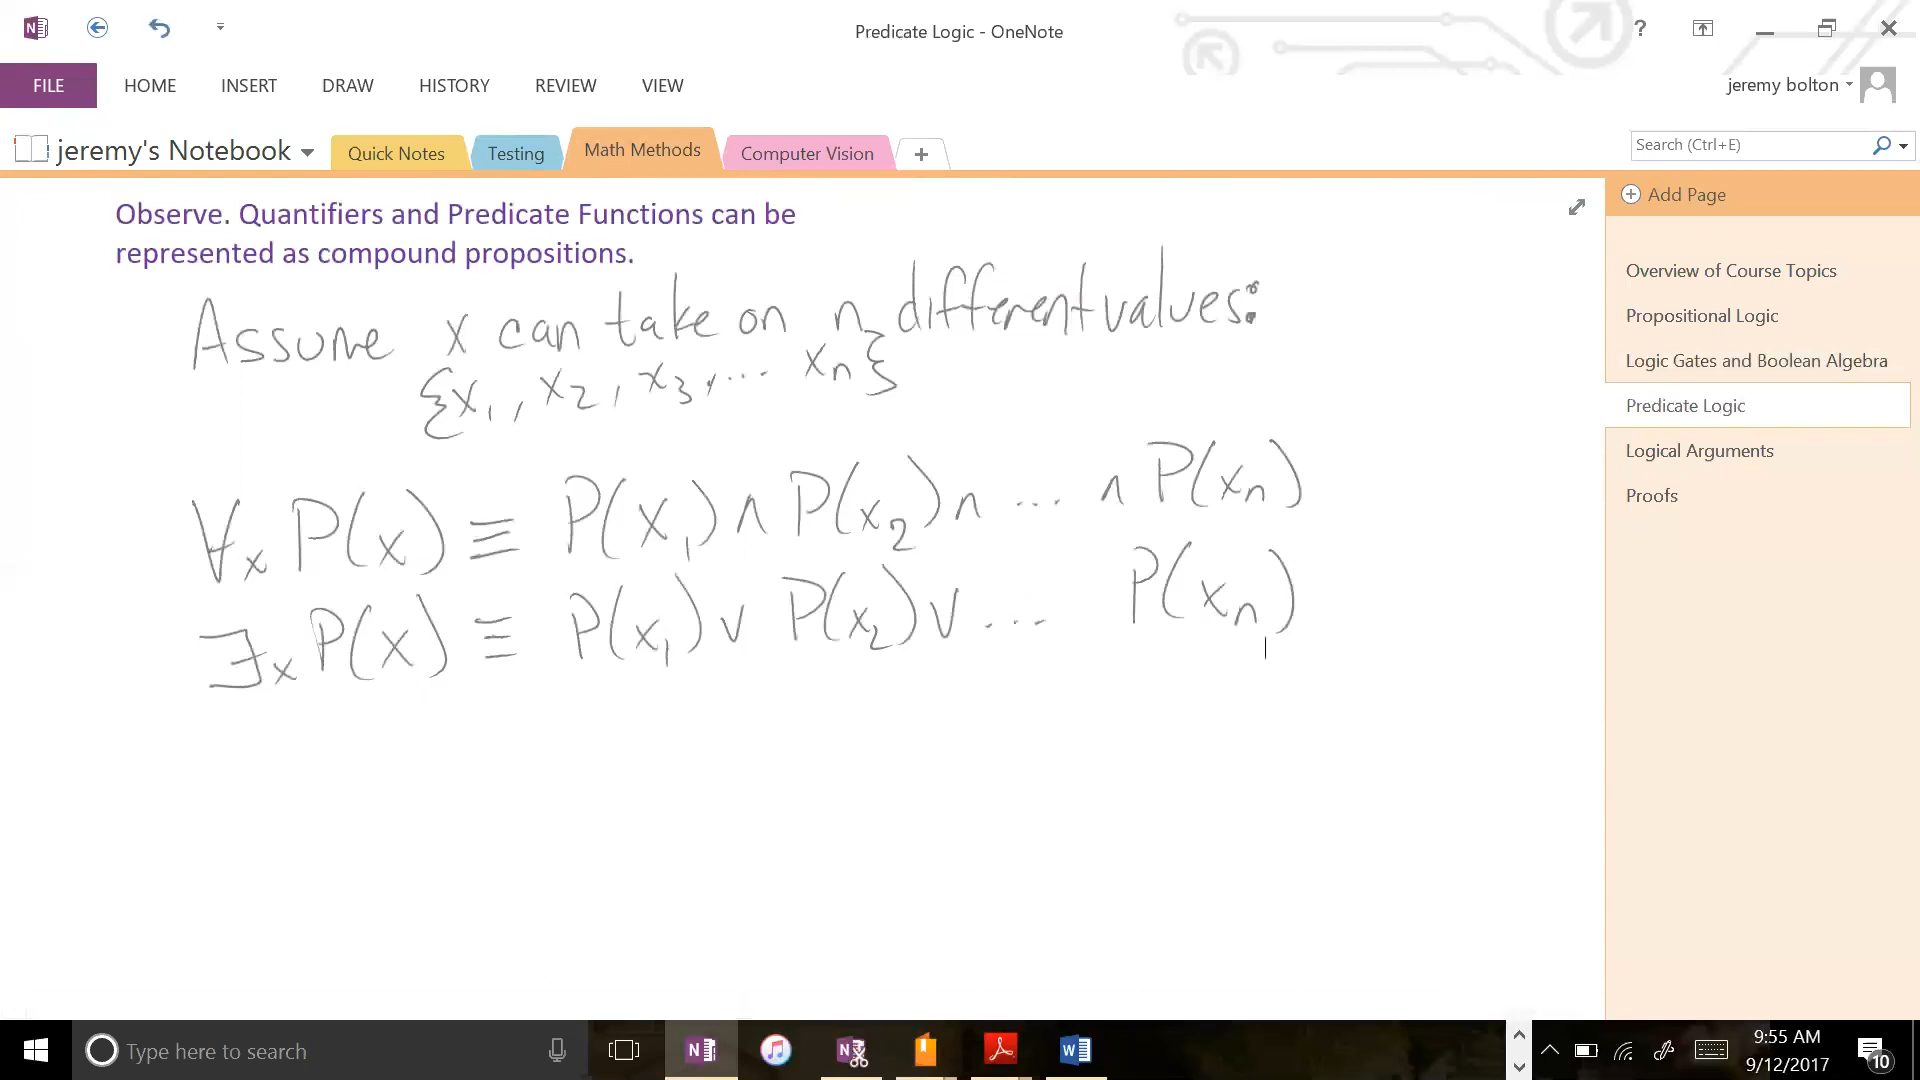 Predicate Logic - OneNote
?
FILE HOME INSERT DRAW HISTORY REVIEW VIEW
jeremy bolton
jeremy's Notebook Quick Notes Testing Math Methods Computer Vision +
Search (Ctrl+E)
Add Page
Observe. Quantifiers and Predicate Functions can be
represented as compound propositions.
Assume x can take on n different values:
{x₁, x₂, x₃, ... xₙ}
∀ₓ P(x) ≡ P(x₁) ∧ P(x₂) ∧ ... ∧ P(xₙ)
∃ₓ P(x) ≡ P(x₁) ∨ P(x₂) ∨ ... P(xₙ)
Overview of Course Topics
Propositional Logic
Logic Gates and Boolean Algebra
Predicate Logic
Logical Arguments
Proofs
Type here to search
9:55 AM
9/12/2017
10